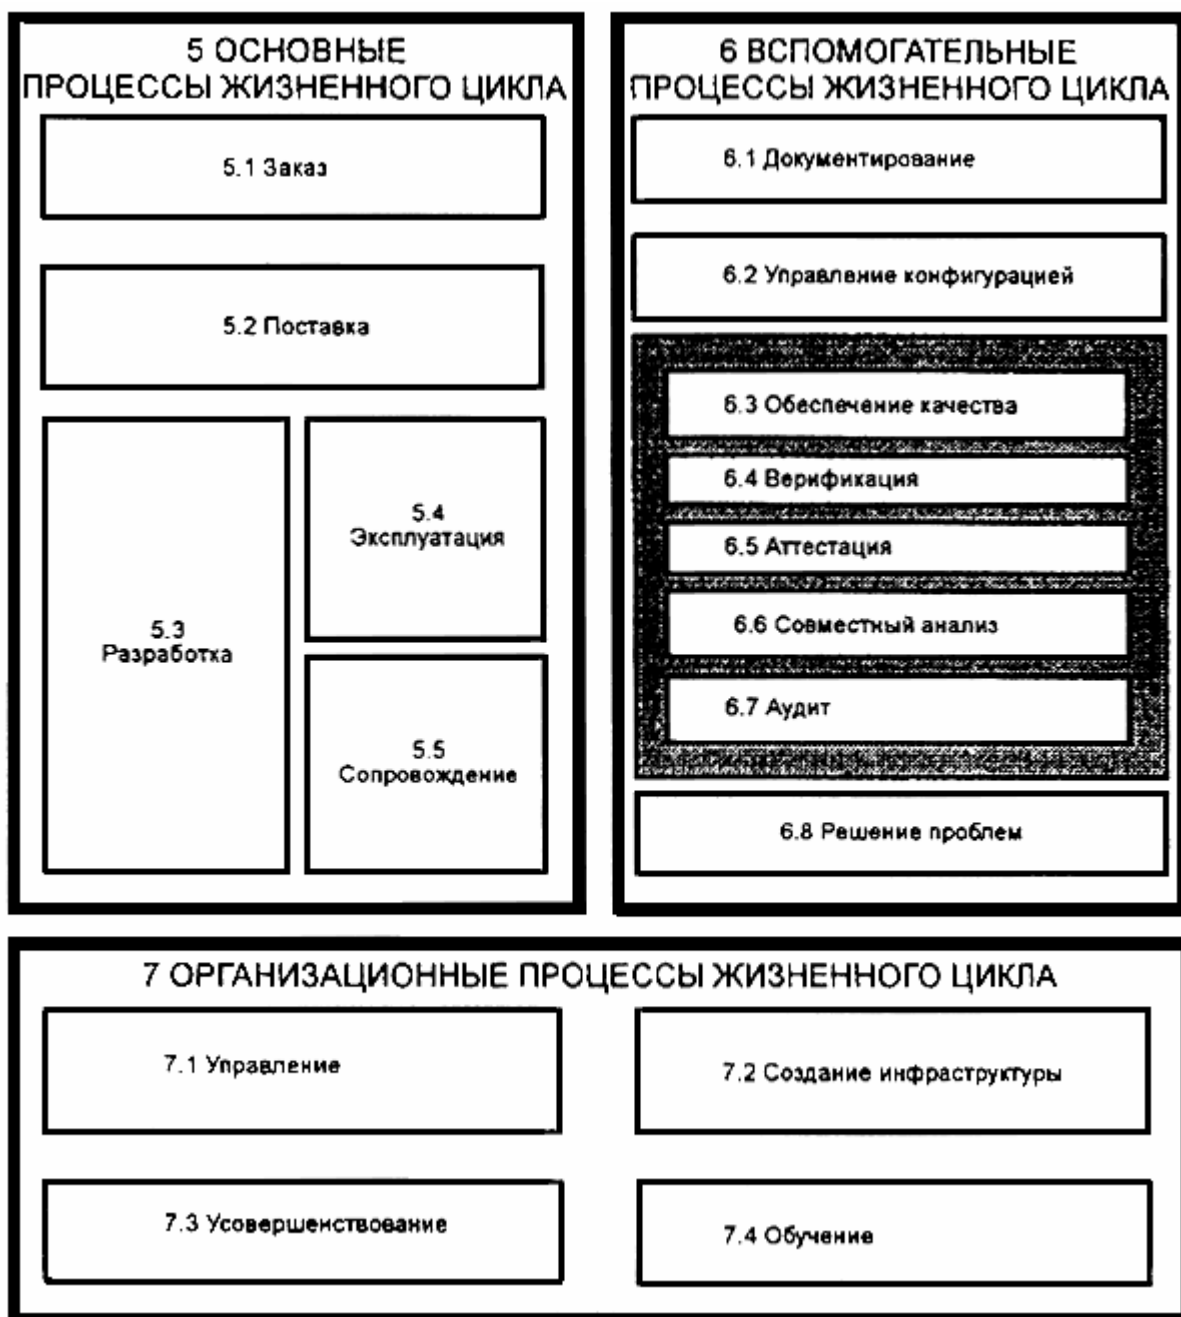 5 ОСНОВНЫЕ
ПРОЦЕССЫ ЖИЗНЕННОГО ЦИКЛА
5.1 Заказ
5.2 Поставка
5.3
Разработка
5.4
Эксплуатация
5.5
Сопровождение
6 ВСПОМОГАТЕЛЬНЫЕ
ПРОЦЕССЫ ЖИЗНЕННОГО ЦИКЛА
6.1 Документирование
6.2 Управление конфигурацией
6.3 Обеспечение качества
6.4 Верификация
6.5 Аттестация
6.6 Совместный анализ
6.7 Аудит
6.8 Решение проблем
7 ОРГАНИЗАЦИОННЫЕ ПРОЦЕССЫ ЖИЗНЕННОГО ЦИКЛА
7.1 Управление
7.2 Создание инфраструктуры
7.3 Усовершенствование
7.4 Обучение